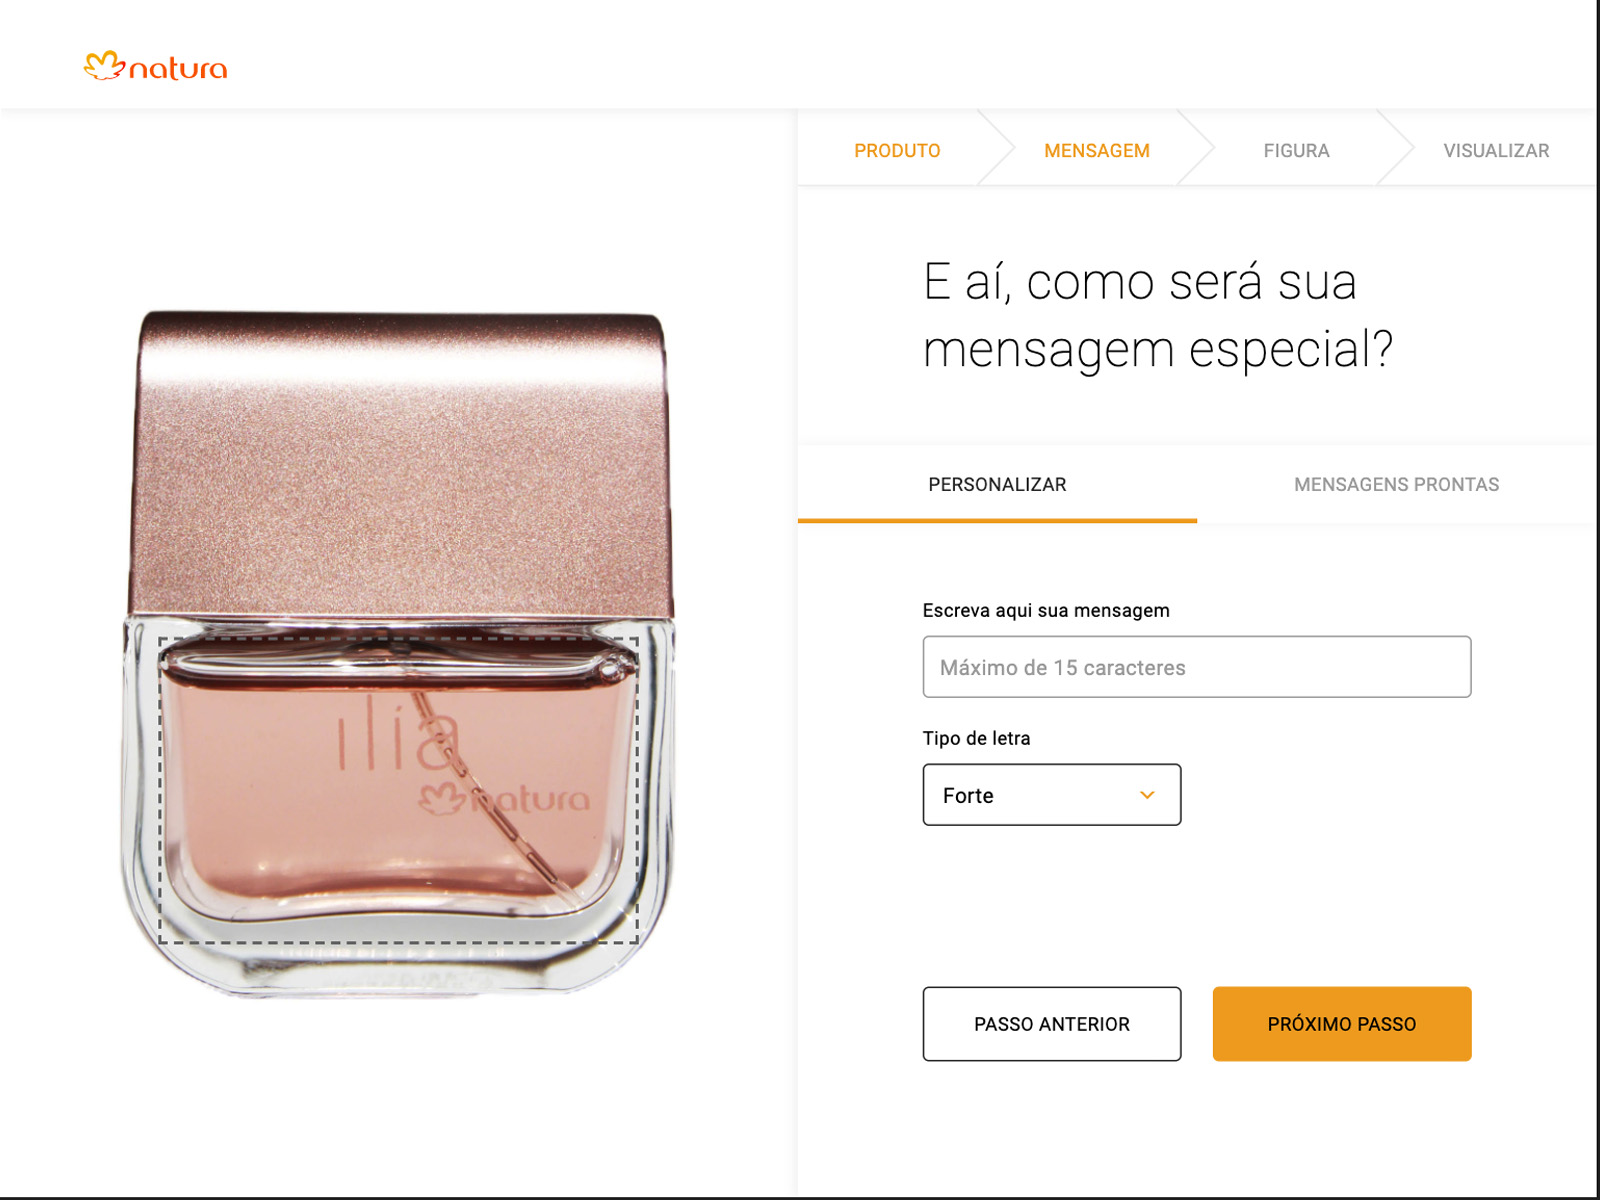 natura
PRODUTO
MENSAGEM
FIGURA
VISUALIZAR
E aí, como será sua
mensagem especial?
PERSONALIZAR
MENSAGENS PRONTAS
Escreva aqui sua mensagem
Máximo de 15 caracteres
Tipo de letra
Forte
PASSO ANTERIOR
PRÓXIMO PASSO
ilía
natura